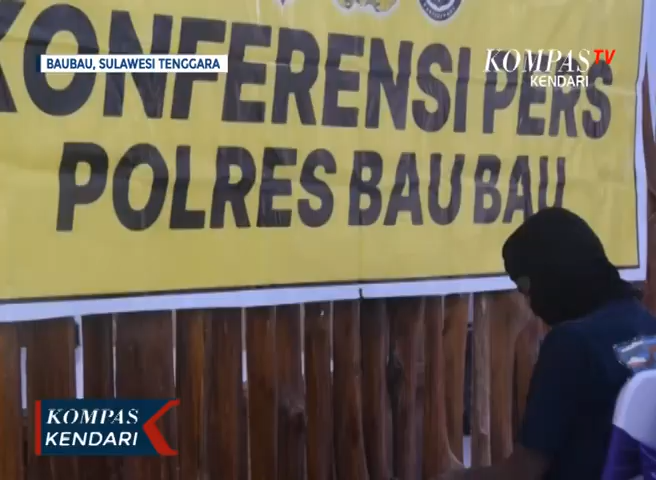 KONFERENSI PERS
POLRES BAU BAU
BAUBAU, SULAWESI TENGGARA
KOMPAS TV
KENDARI
KOMPAS
KENDARI